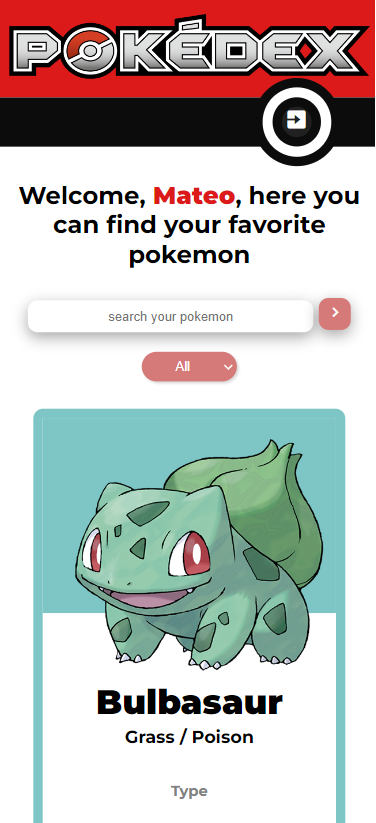 POKÉDEX
Welcome, Mateo, here you
can find your favorite
pokemon
search your pokemon
All
Bulbasaur
Grass / Poison
Type